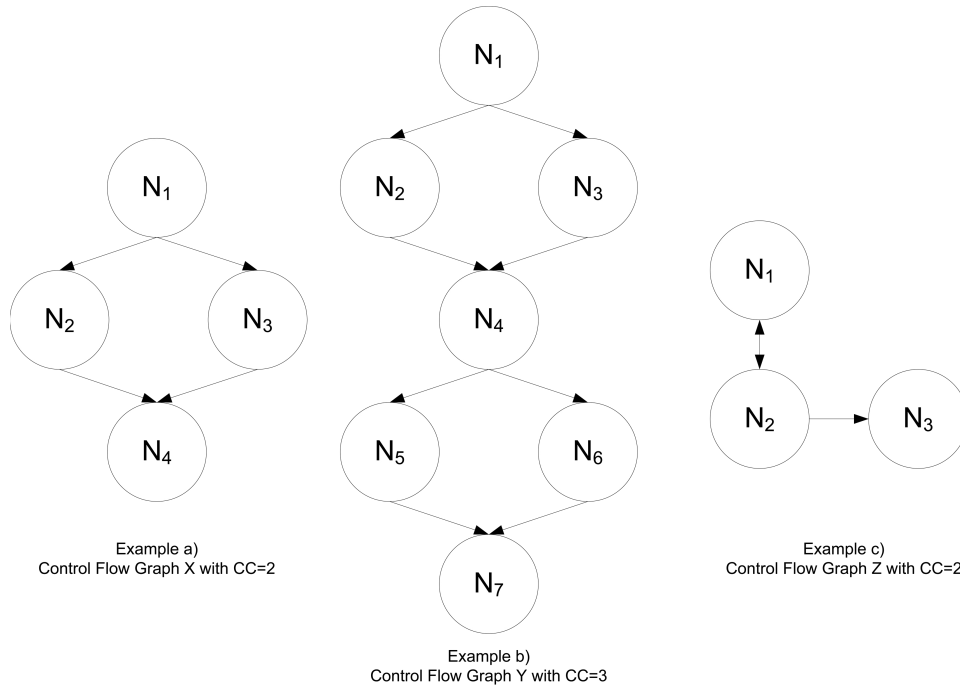 N1
N2
N3
N4
Example a)
Control Flow Graph X with CC=2
N1
N2
N3
N4
N5
N6
N7
Example b)
Control Flow Graph Y with CC=3
N1
N2
N3
Example c)
Control Flow Graph Z with CC=2